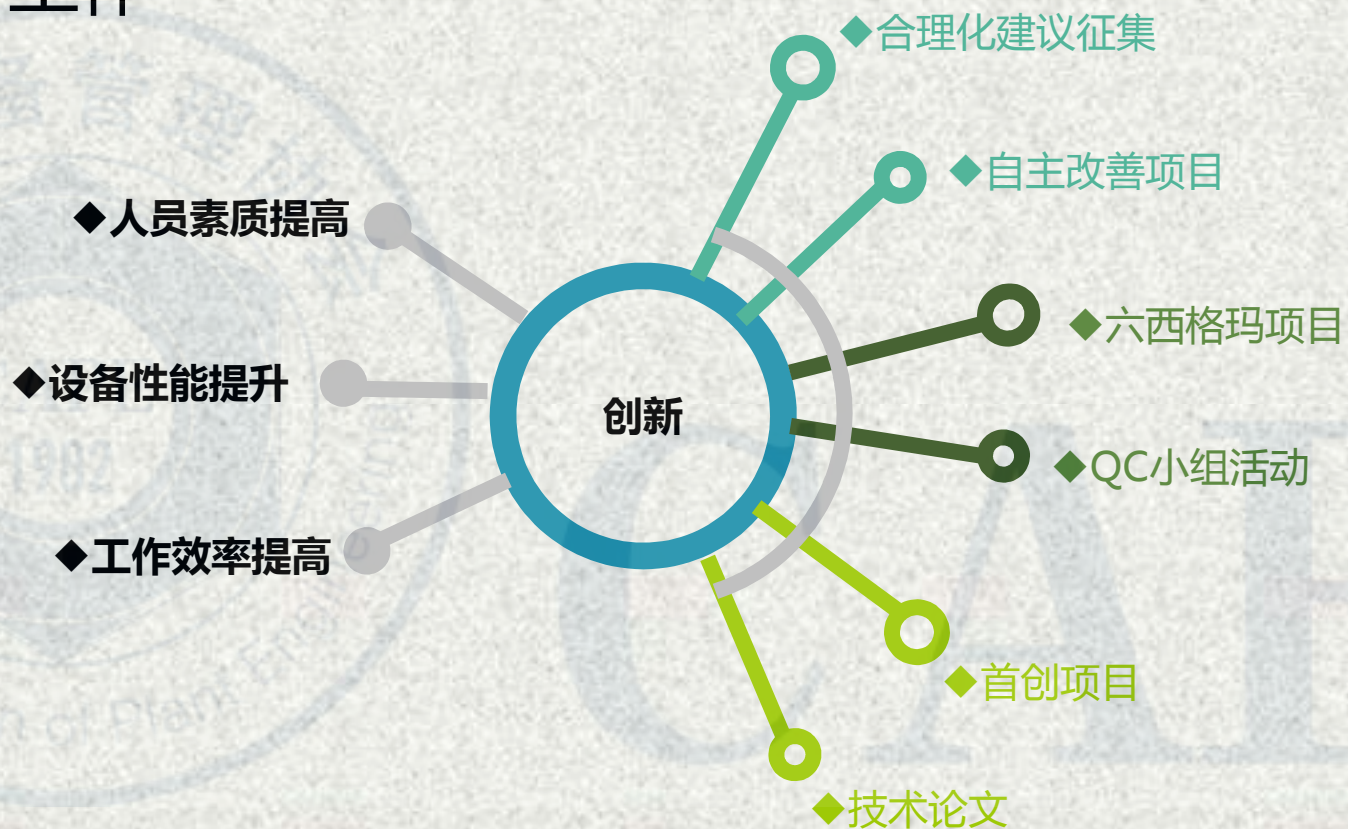 工作
◆合理化建议征集
◆自主改善项目
◆人员素质提高
◆六西格玛项目
◆设备性能提升
创新
◆QC小组活动
◆工作效率提高
◆首创项目
◆技术论文